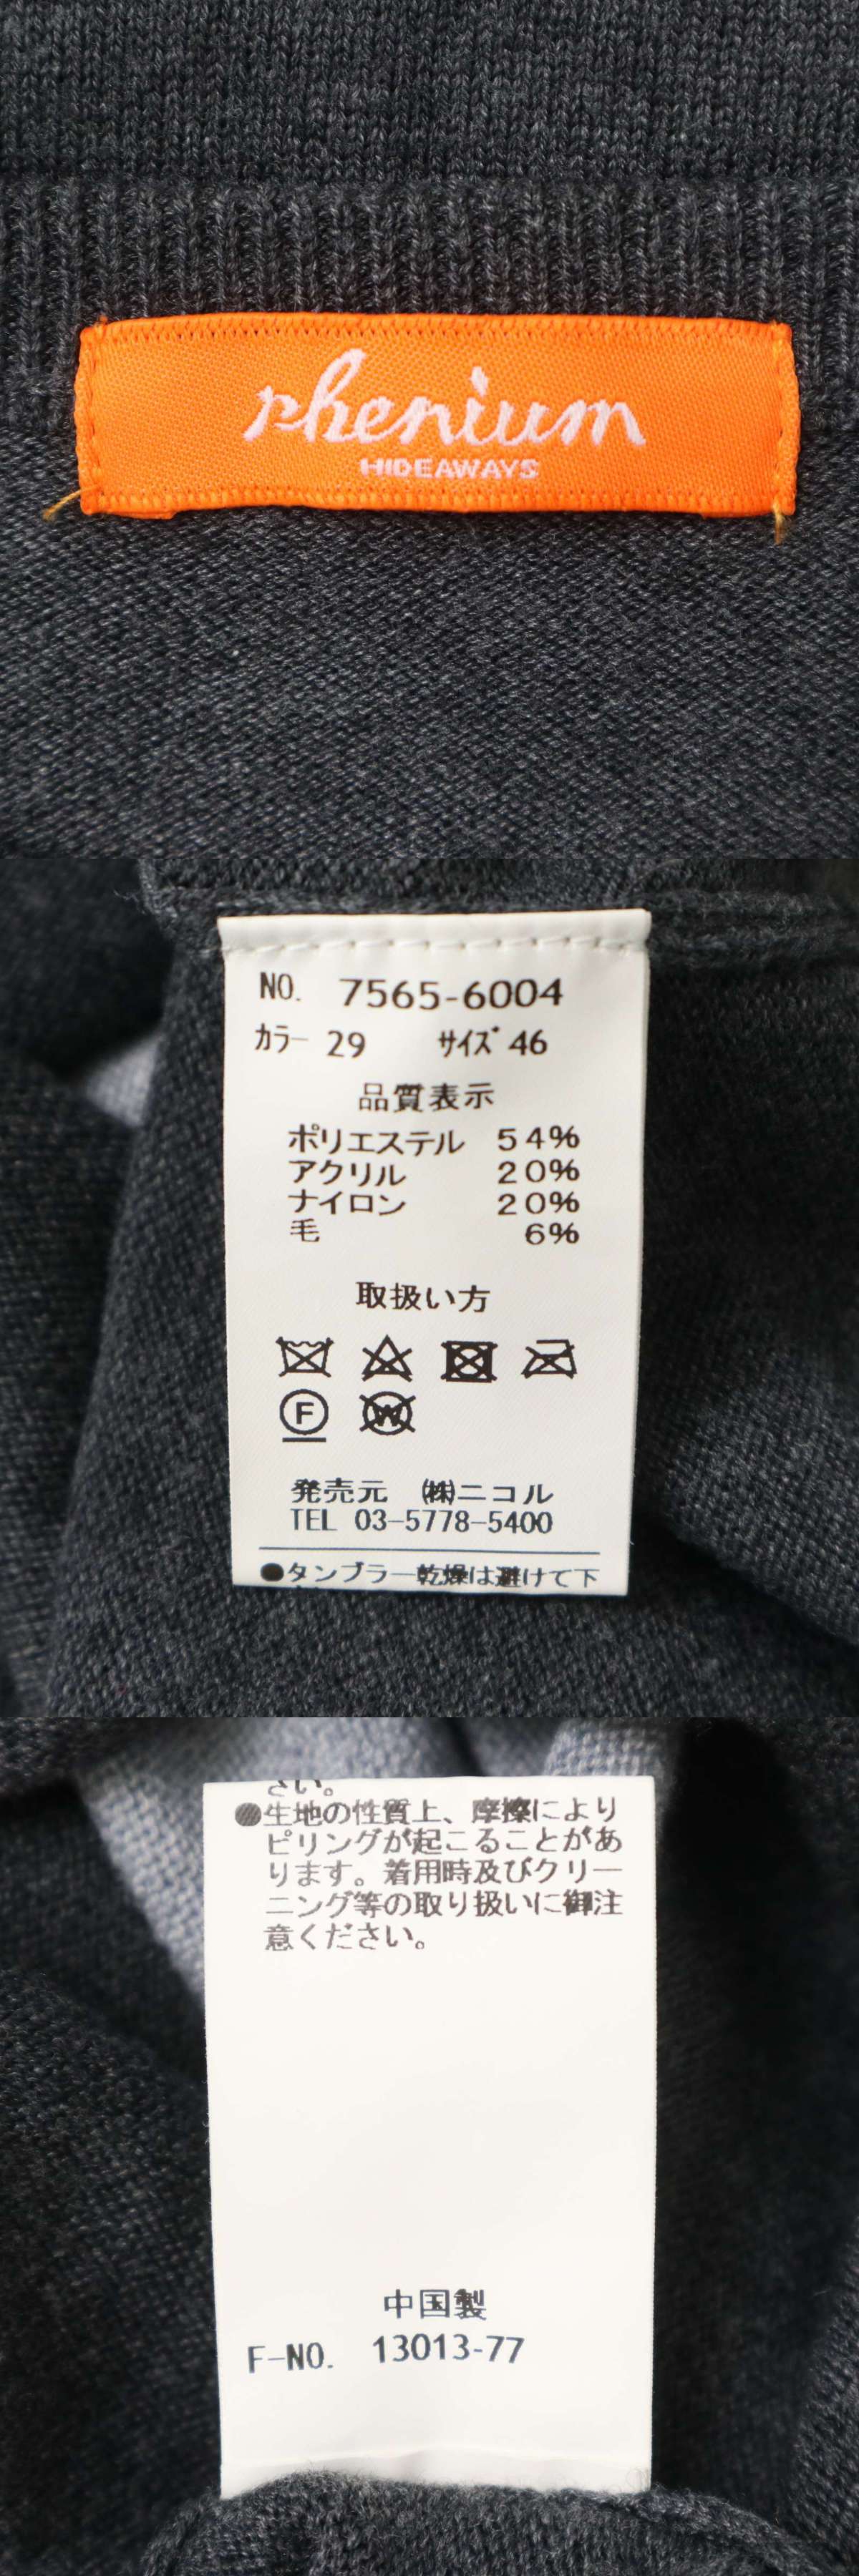 rhenium
HIDEAWAYS
NO. 7565-6004
カラー 29 サイズ 46
品質表示
ポリエステル 54%
アクリル 20%
ナイロン 20%
毛 6%
取扱い方
F W
発売元 ㈱ニコル
TEL 03-5778-5400
●タンブラー乾燥は避けて下
さい。
●生地の性質上、摩擦により
ピリングが起こることがあ
ります。着用時及びクリー
ニング等の取り扱いに御注
意ください。
中国製
F-NO. 13013-77